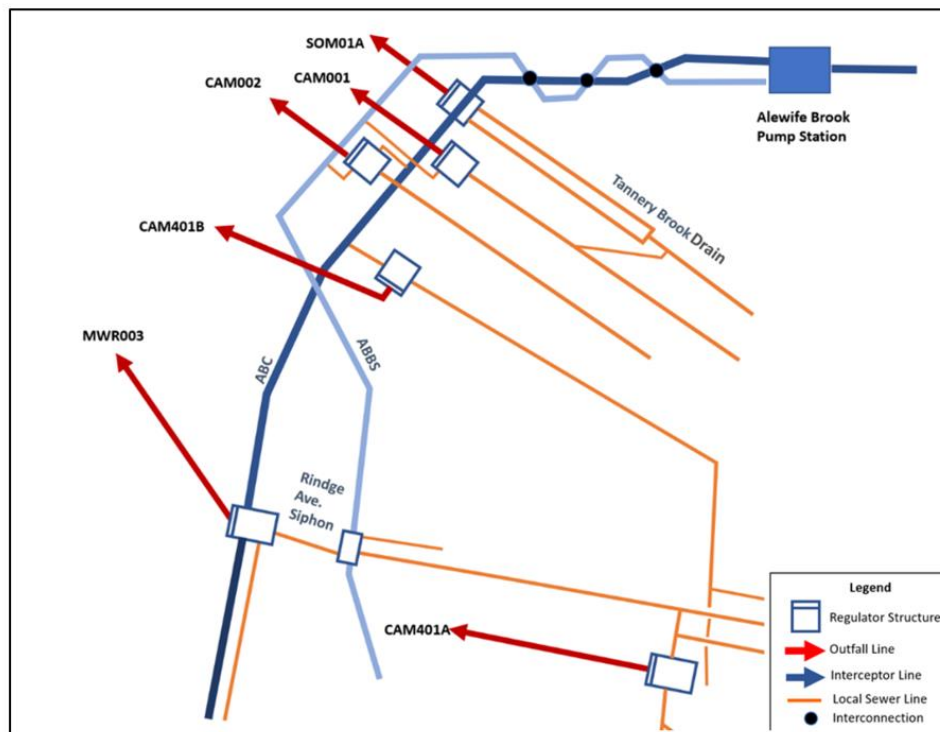 SOM01A
CAM002
CAM001
Alewife Brook
Pump Station
Tannery Brook Drain
CAM401B
MWR003
ABC
ABBS
Rindge
Ave.
Siphon
CAM401A
Legend
Regulator Structure
Outfall Line
Interceptor Line
Local Sewer Line
Interconnection